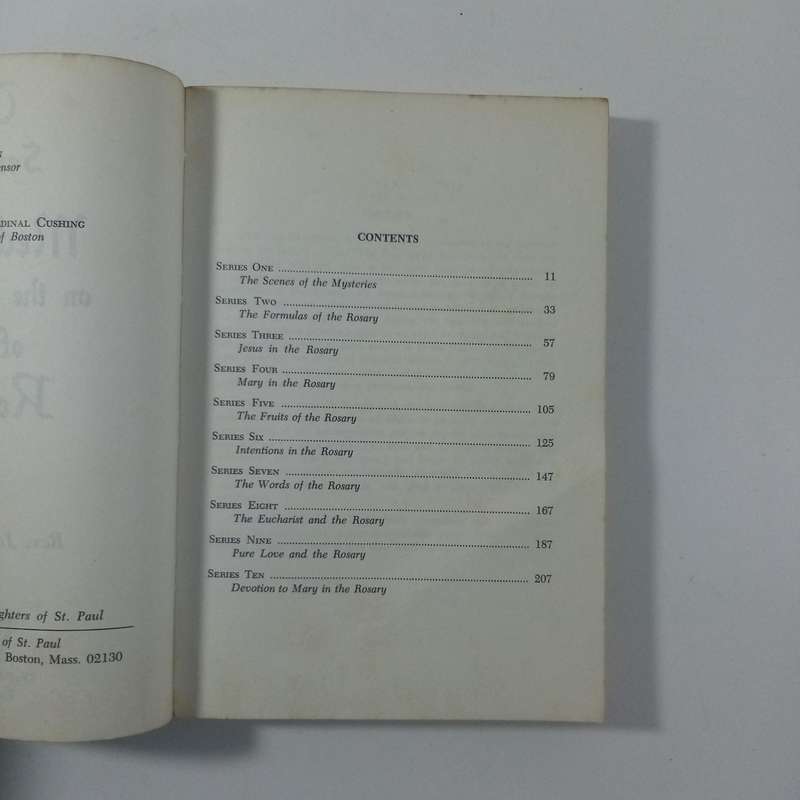 ensor
DINAL CUSHING
of Boston
ghters of St. Paul
of St. Paul
Boston, Mass. 02130
CONTENTS
SERIES ONE 11
The Scenes of the Mysteries
SERIES TWO 33
The Formulas of the Rosary
SERIES THREE 57
Jesus in the Rosary
SERIES FOUR 79
Mary in the Rosary
SERIES FIVE 105
The Fruits of the Rosary
SERIES SIX 125
Intentions in the Rosary
SERIES SEVEN 147
The Words of the Rosary
SERIES EIGHT 167
The Eucharist and the Rosary
SERIES NINE 187
Pure Love and the Rosary
SERIES TEN 207
Devotion to Mary in the Rosary